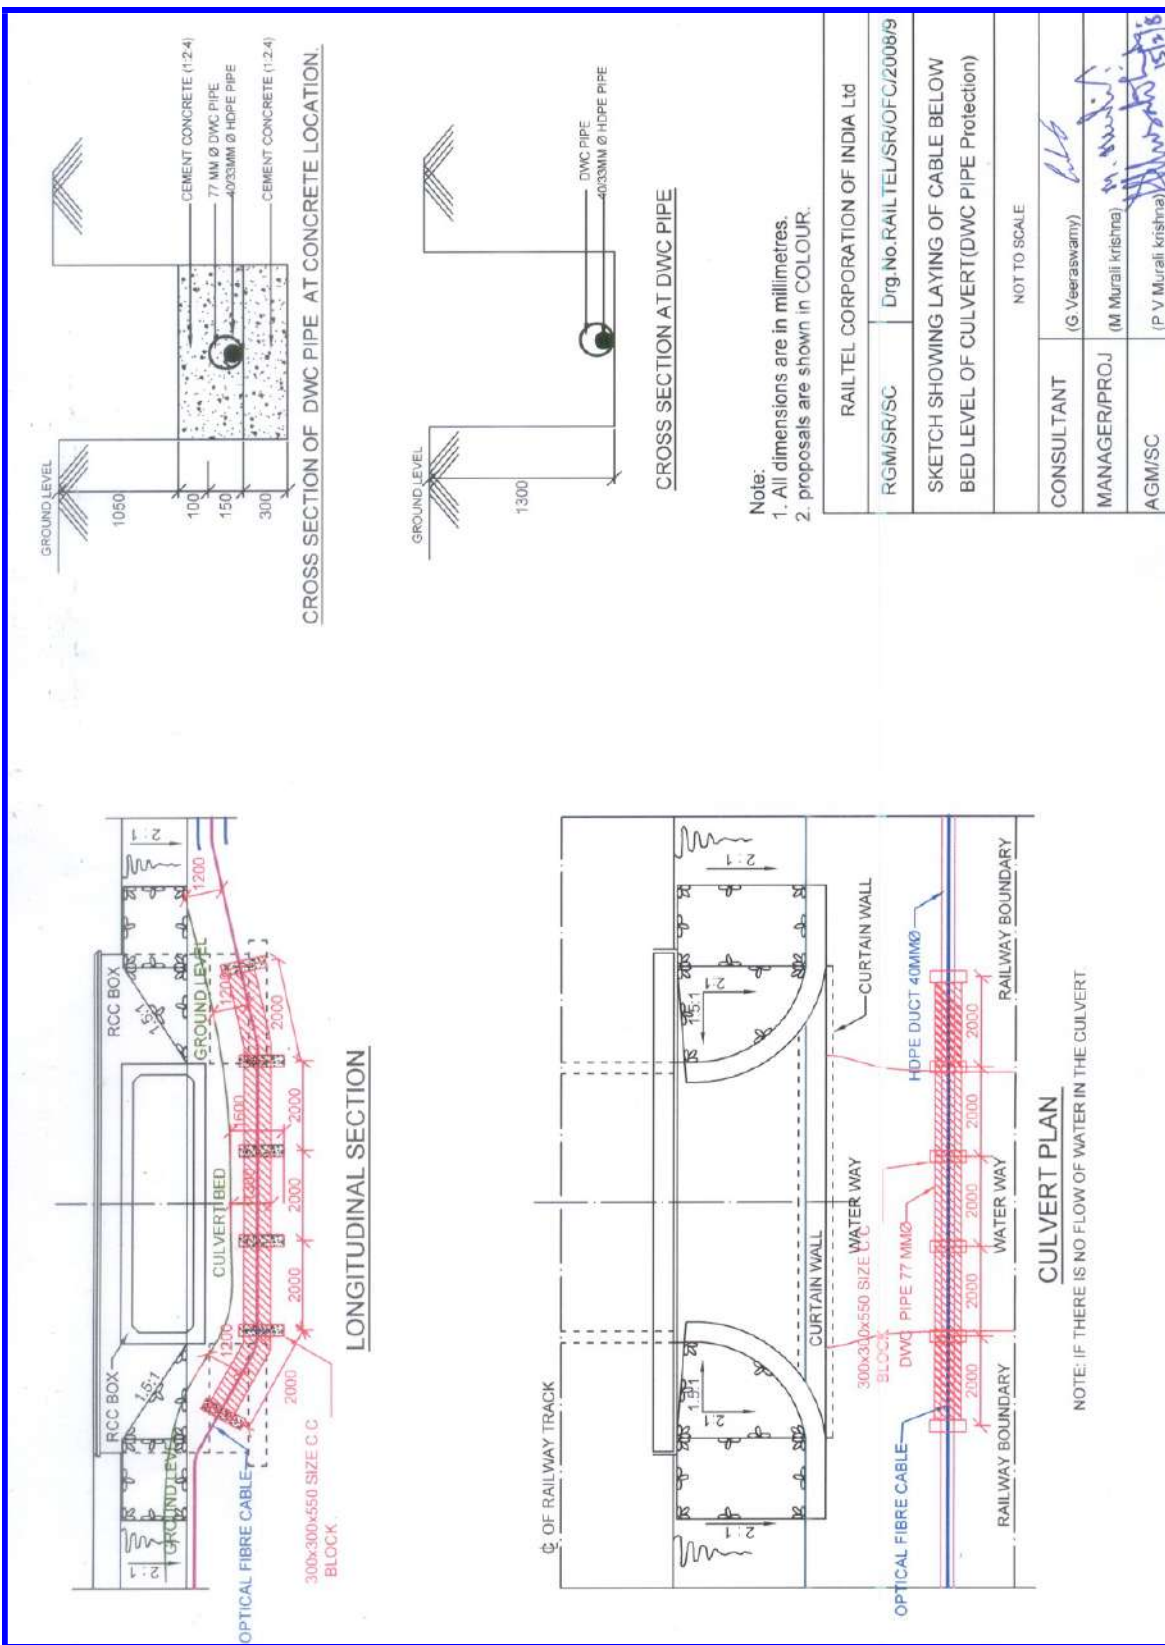 LONGITUDINAL SECTION
RCC BOX
RCC BOX
1.5:1
1.5:1
2:1
2:1
GROUND LEVEL
GROUND LEVEL
CULVERT BED
1200
1200
1200
1600
2000
2000
2000
2000
2000
OPTICAL FIBRE CABLE
300x300x550 SIZE C.C
BLOCK
CROSS SECTION OF DWC PIPE AT CONCRETE LOCATION.
GROUND LEVEL
1050
100
150
300
CEMENT CONCRETE (1:2:4)
77 MM Ø DWC PIPE
40/33MM Ø HDPE PIPE
CEMENT CONCRETE (1:2:4)
GROUND LEVEL
1300
DWC PIPE
40/33MM Ø HDPE PIPE
CROSS SECTION AT DWC PIPE
℄ OF RAILWAY TRACK
2:1
2:1
1.5:1
2:1
1.5:1
2:1
CURTAIN WALL
CURTAIN WALL
WATER WAY
300x300x550 SIZE C.C
BLOCK
DWC PIPE 77 MMØ
HDPE DUCT 40MMØ
OPTICAL FIBRE CABLE
2000
2000
2000
2000
2000
WATER WAY
RAILWAY BOUNDARY
RAILWAY BOUNDARY
CULVERT PLAN
NOTE: IF THERE IS NO FLOW OF WATER IN THE CULVERT.
Note:
1. All dimensions are in millimetres.
2. proposals are shown in COLOUR.
RAILTEL CORPORATION OF INDIA Ltd
RGM/SR/SC
Drg.No.RAILTEL/SR/OFC/2008/9
SKETCH SHOWING LAYING OF CABLE BELOW
BED LEVEL OF CULVERT(DWC PIPE Protection)
NOT TO SCALE
CONSULTANT
(G.Veeraswamy)
MANAGER/PROJ
(M Murali krishna)
AGM/SC
(P V Murali krishna)